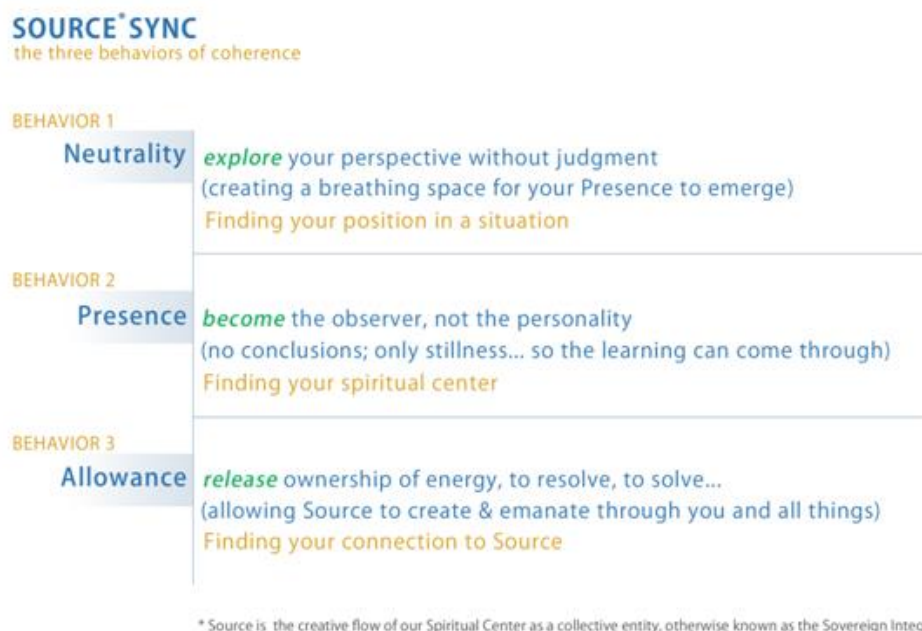 SOURCE* SYNC
the three behaviors of coherence
BEHAVIOR 1
Neutrality
explore your perspective without judgment
(creating a breathing space for your Presence to emerge)
Finding your position in a situation
BEHAVIOR 2
Presence
become the observer, not the personality
(no conclusions; only stillness... so the learning can come through)
Finding your spiritual center
BEHAVIOR 3
Allowance
release ownership of energy, to resolve, to solve...
(allowing Source to create & emanate through you and all things)
Finding your connection to Source
* Source is the creative flow of our Spiritual Center as a collective entity, otherwise known as the Sovereign